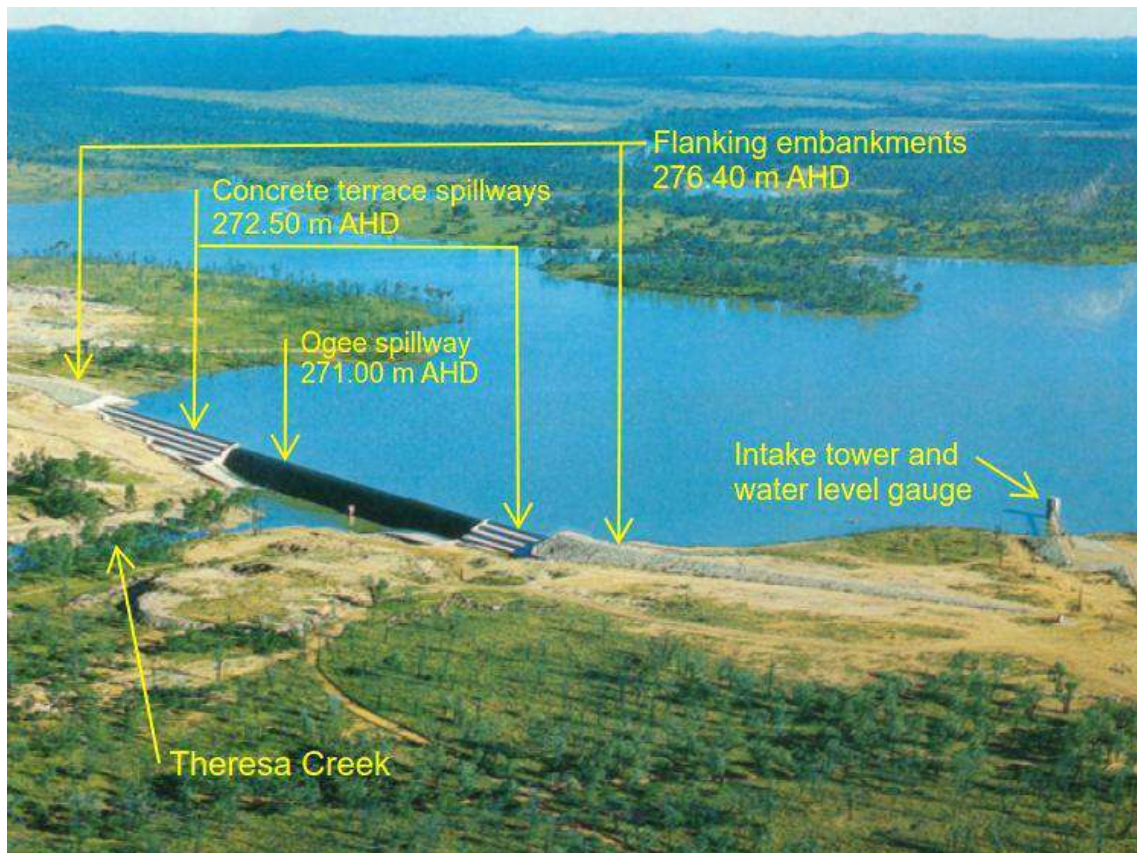 Flanking embankments
276.40 m AHD
Concrete terrace spillways
272.50 m AHD
Ogee spillway
271.00 m AHD
Intake tower and
water level gauge
Theresa Creek